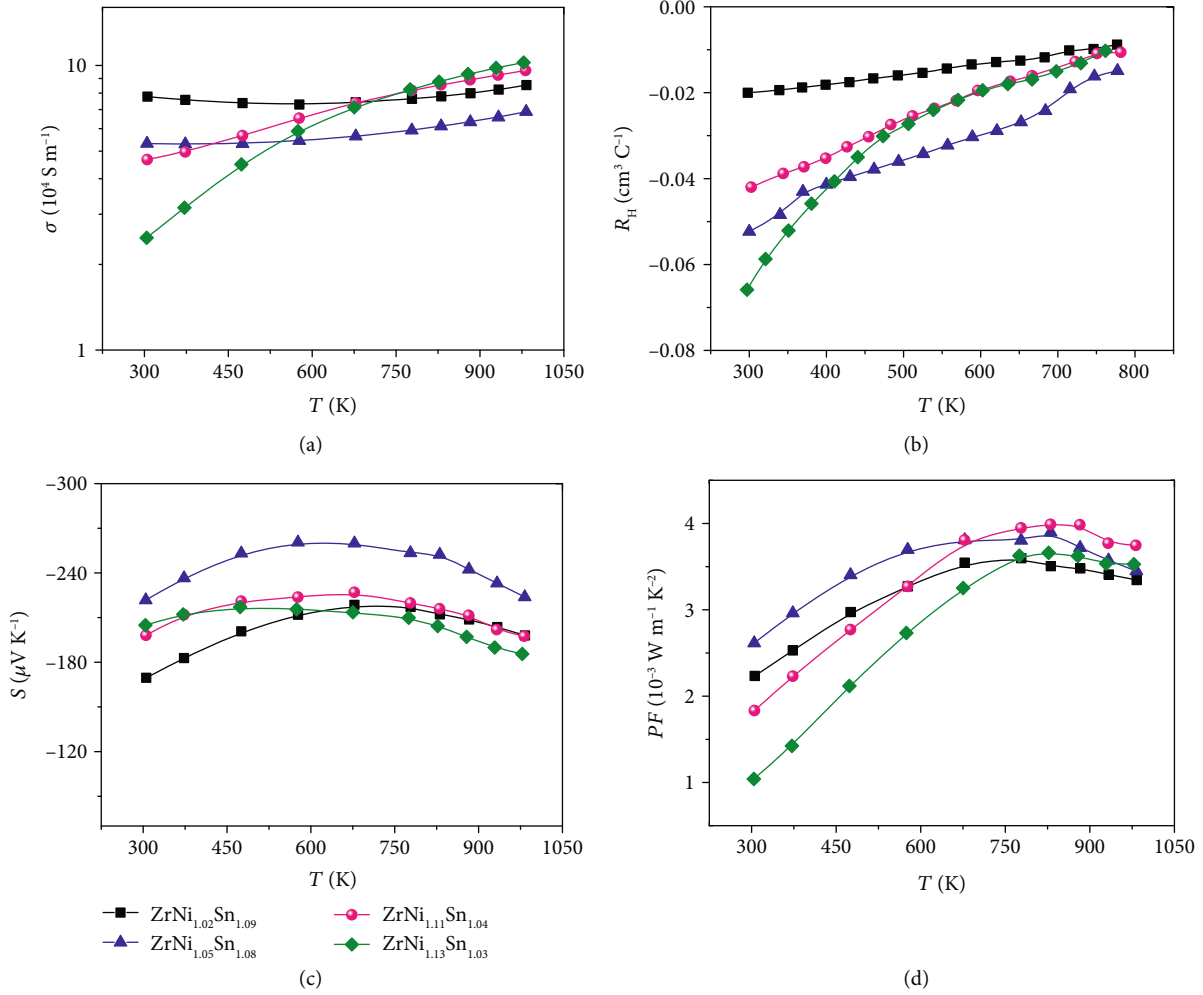 10
1
σ (10⁴ S m⁻¹)
300 450 600 750 900 1050
T (K)
(a)
0.00
−0.02
−0.04
−0.06
−0.08
R_H (cm³ C⁻¹)
300 400 500 600 700 800
T (K)
(b)
−300
−240
−180
−120
S (μV K⁻¹)
300 450 600 750 900 1050
T (K)
ZrNi₁.₀₂Sn₁.₀₉
ZrNi₁.₀₅Sn₁.₀₈
ZrNi₁.₁₁Sn₁.₀₄
ZrNi₁.₁₃Sn₁.₀₃
(c)
4
3
2
1
PF (10⁻³ W m⁻¹ K⁻²)
300 450 600 750 900 1050
T (K)
(d)